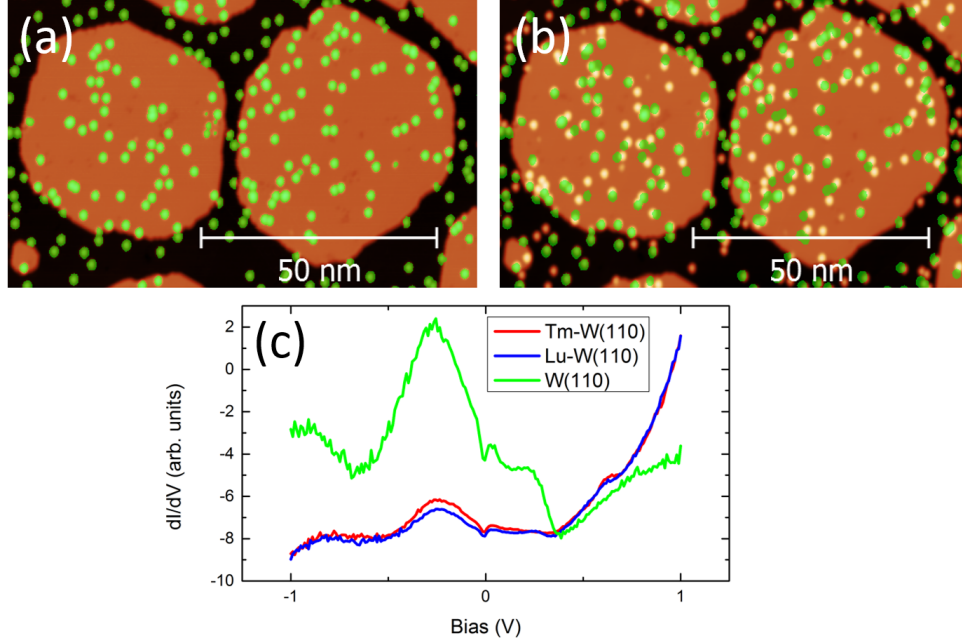 (a)
(b)
50 nm
50 nm
(c)
Tm-W(110)
Lu-W(110)
W(110)
dI/dV (arb. units)
2
0
-2
-4
-6
-8
-10
-1
0
1
Bias (V)